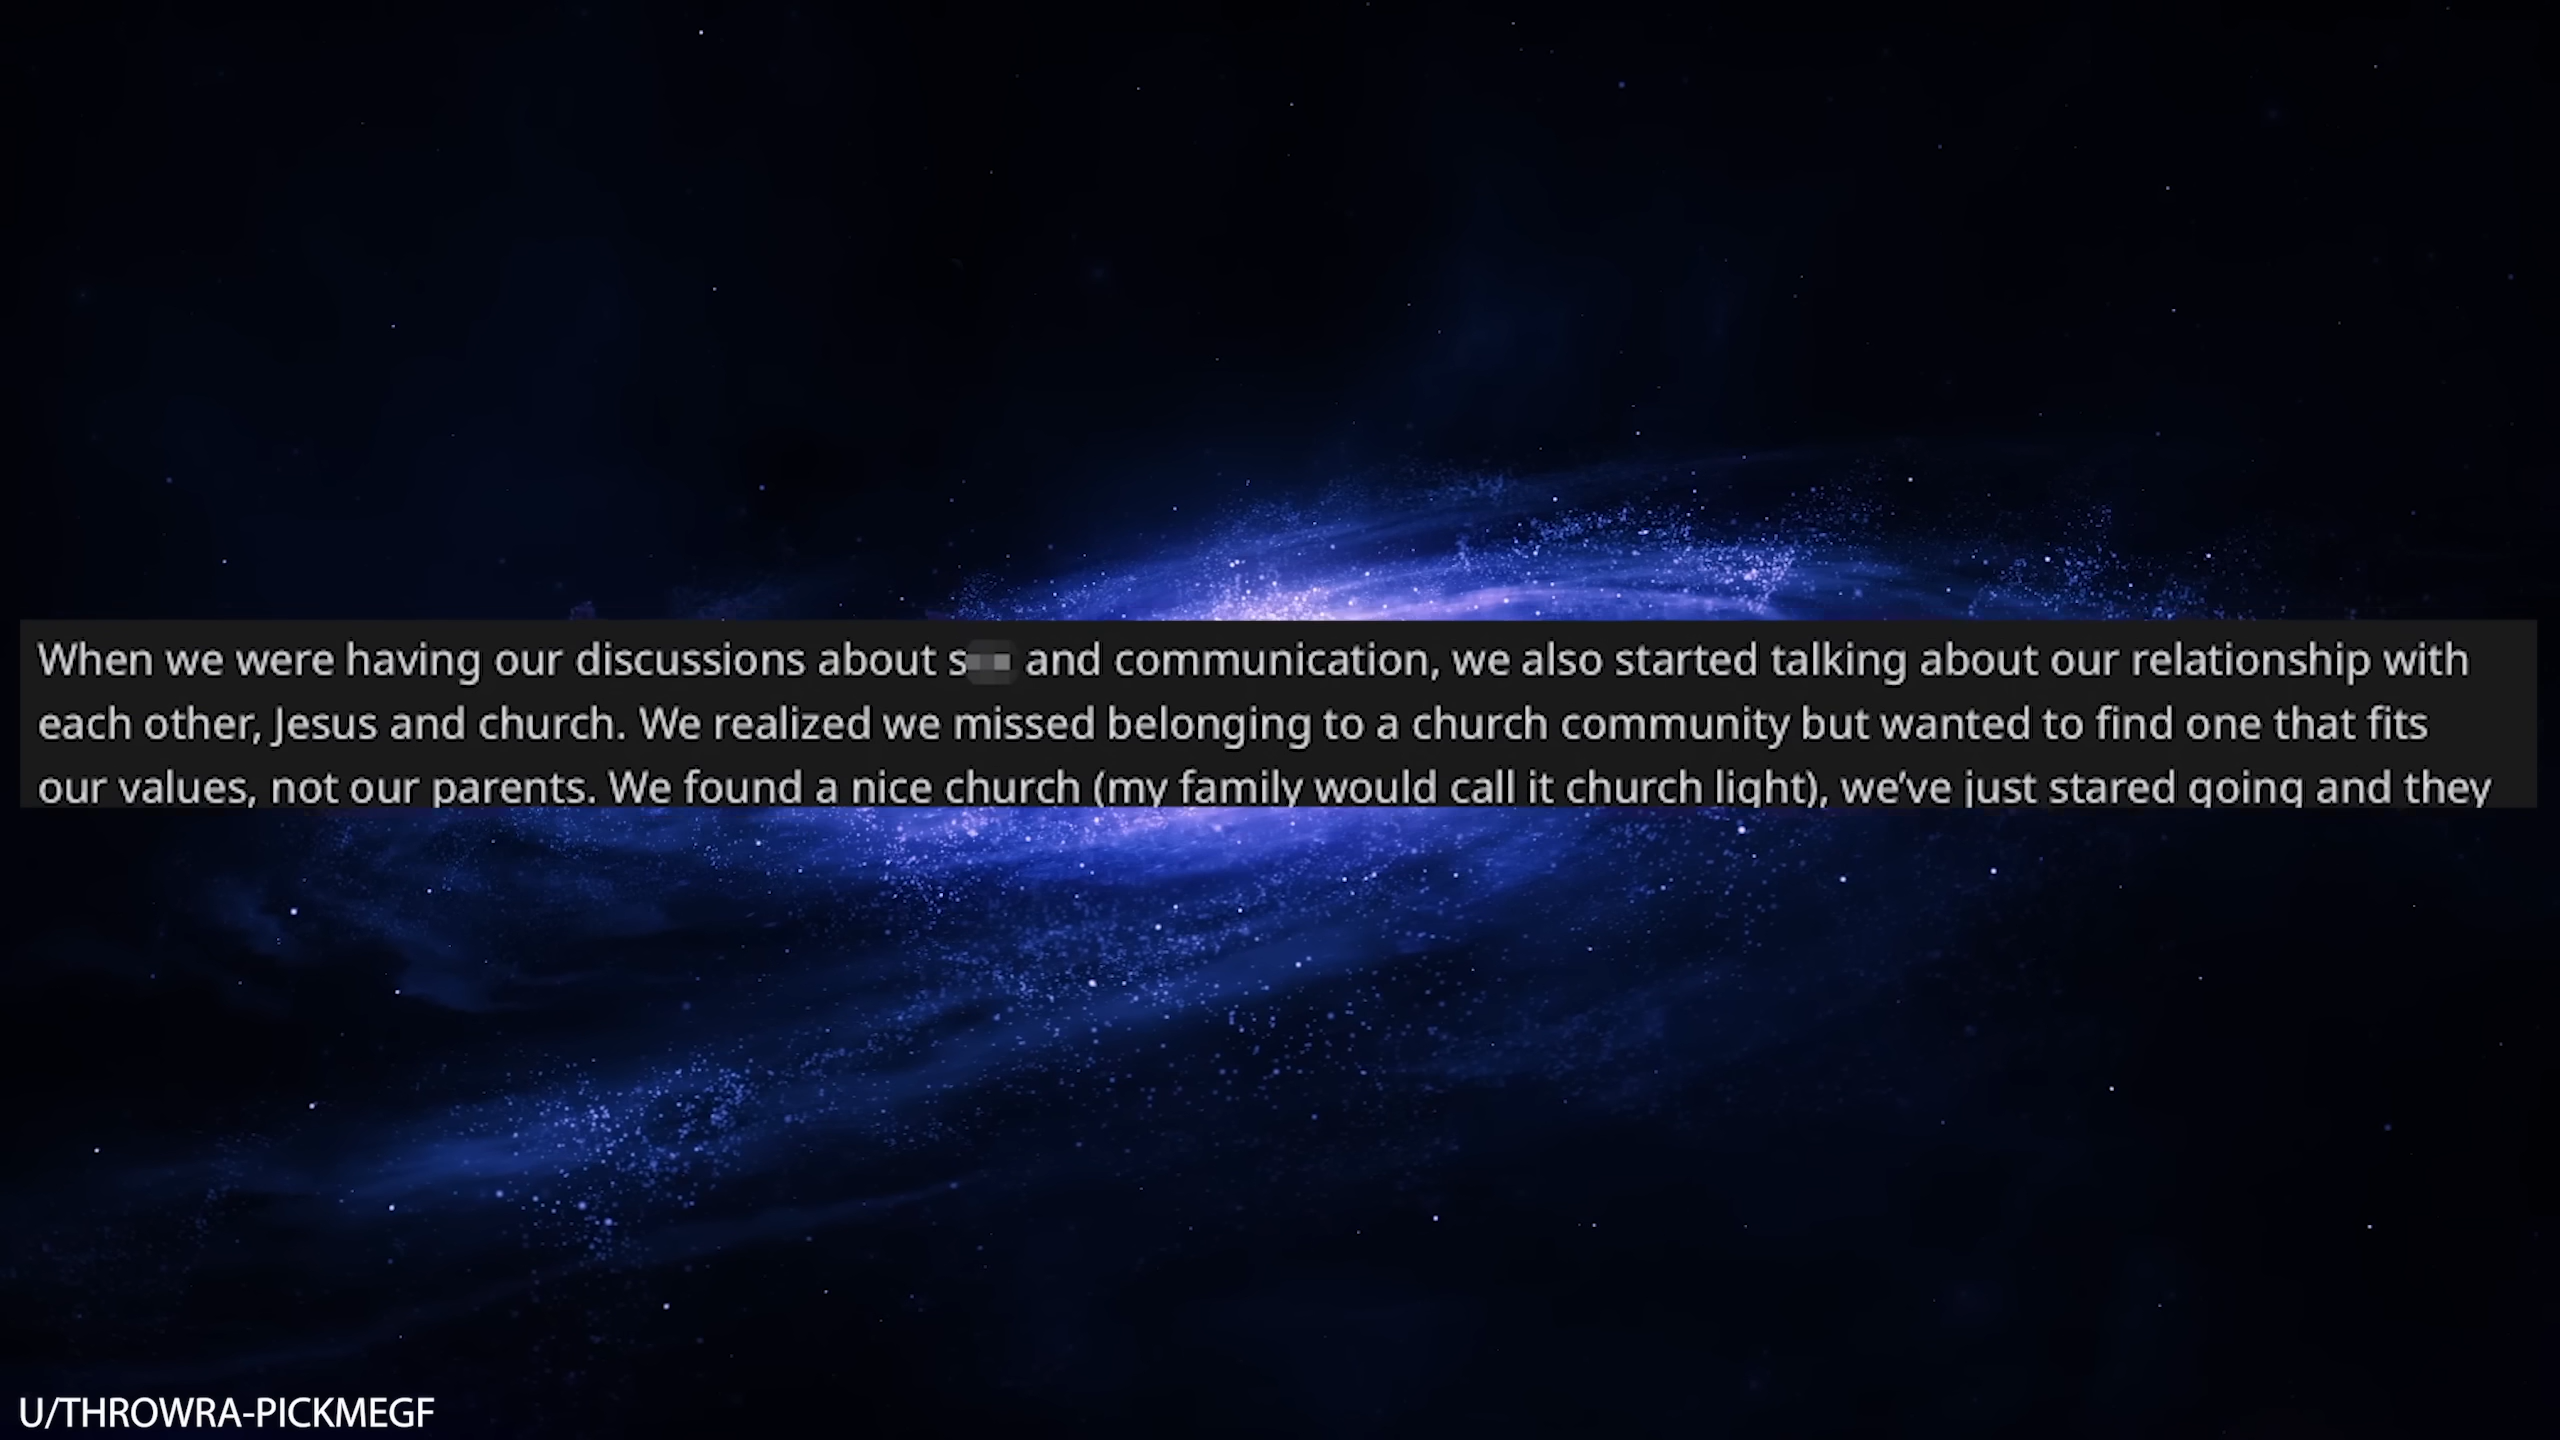 When we were having our discussions about s and communication, we also started talking about our relationship with
each other, Jesus and church. We realized we missed belonging to a church community but wanted to find one that fits
our values, not our parents. We found a nice church (my family would call it church light), we've just stared going and they
U/THROWRA-PICKMEGF